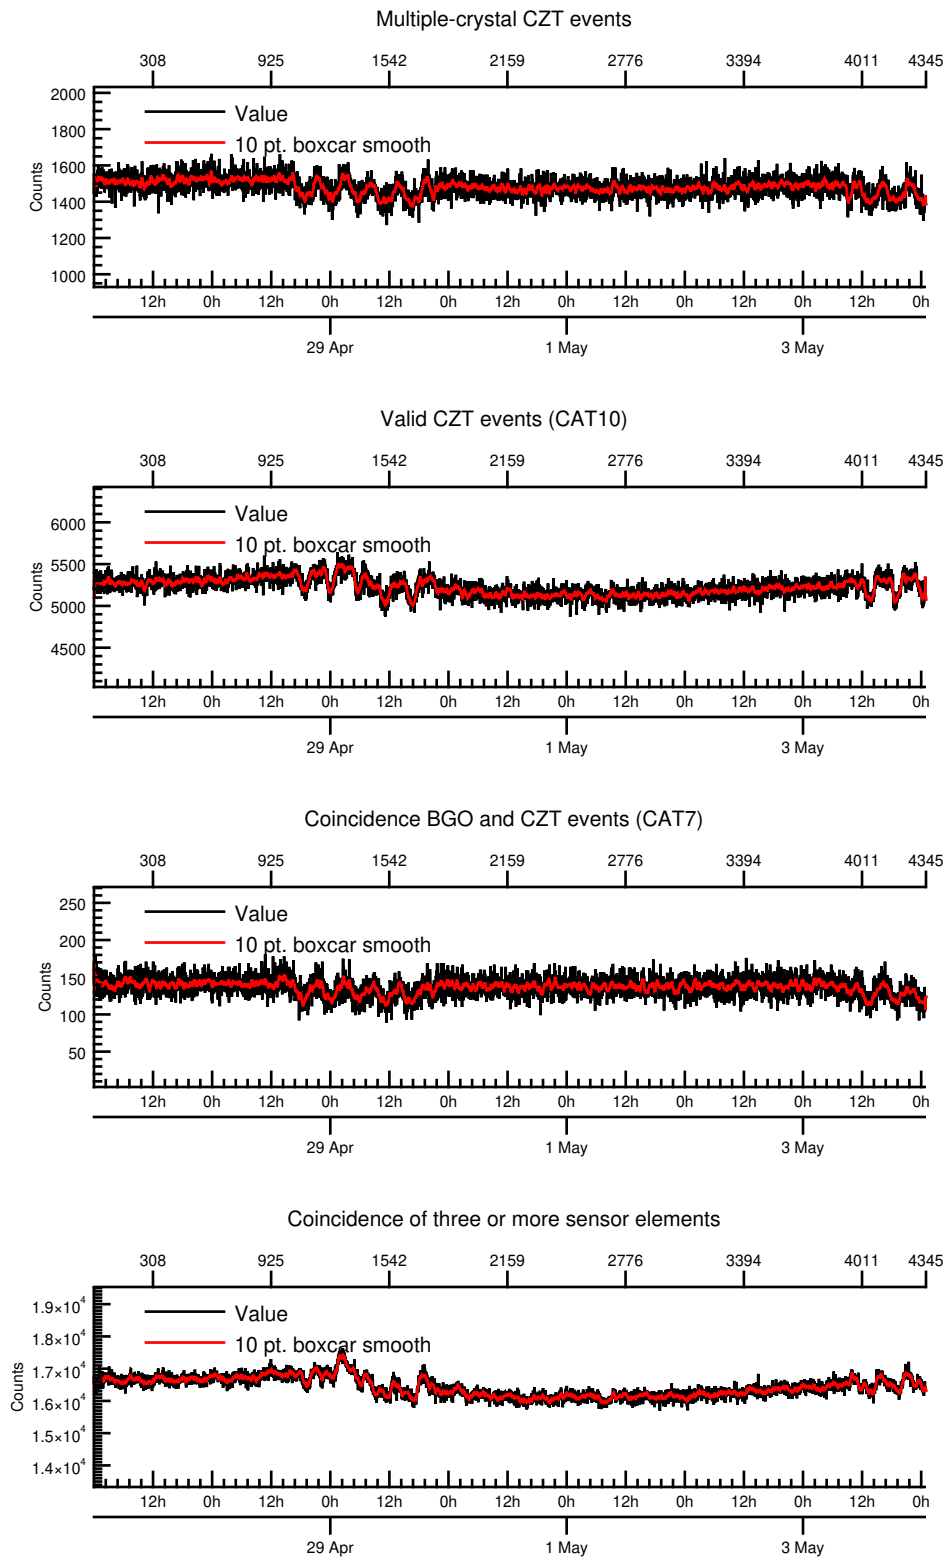 Multiple-crystal CZT events
308 925 1542 2159 2776 3394 4011 4345
2000
Value
1800
10 pt. boxcar smooth
1600
Counts
1400
1200
1000
12h 0h 12h 0h 12h 0h 12h 0h 12h 0h 12h 0h 12h 0h
29 Apr 1 May 3 May
Valid CZT events (CAT10)
308 925 1542 2159 2776 3394 4011 4345
Value
6000
10 pt. boxcar smooth
5500
Counts
5000
4500
12h 0h 12h 0h 12h 0h 12h 0h 12h 0h 12h 0h 12h 0h
29 Apr 1 May 3 May
Coincidence BGO and CZT events (CAT7)
308 925 1542 2159 2776 3394 4011 4345
250
Value
200
10 pt. boxcar smooth
150
Counts
100
50
12h 0h 12h 0h 12h 0h 12h 0h 12h 0h 12h 0h 12h 0h
29 Apr 1 May 3 May
Coincidence of three or more sensor elements
308 925 1542 2159 2776 3394 4011 4345
1.9×10⁴
Value
1.8×10⁴
10 pt. boxcar smooth
1.7×10⁴
Counts
1.6×10⁴
1.5×10⁴
1.4×10⁴
12h 0h 12h 0h 12h 0h 12h 0h 12h 0h 12h 0h 12h 0h
29 Apr 1 May 3 May